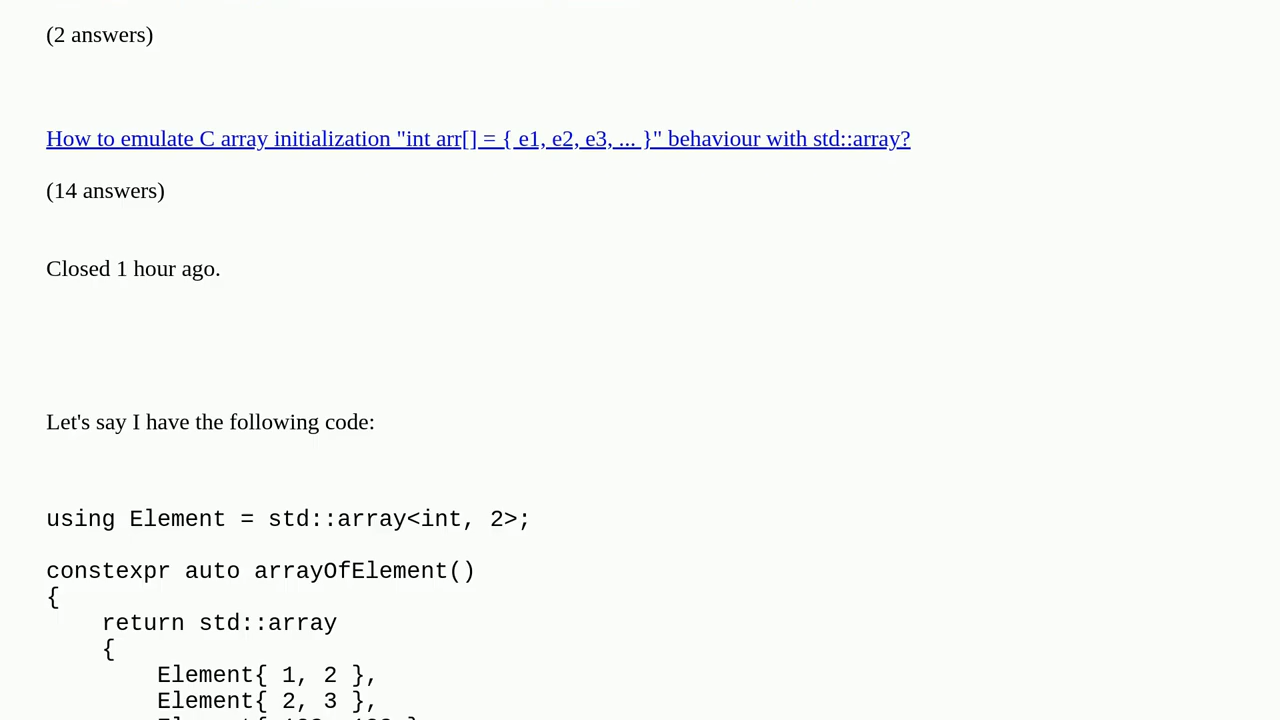 (2 answers)
How to emulate C array initialization "int arr[] = { e1, e2, e3, ... }" behaviour with std::array?
(14 answers)
Closed 1 hour ago.
Let's say I have the following code:
using Element = std::array<int, 2>;
constexpr auto arrayOfElement()
{
    return std::array
    {
        Element{ 1, 2 },
        Element{ 2, 3 },